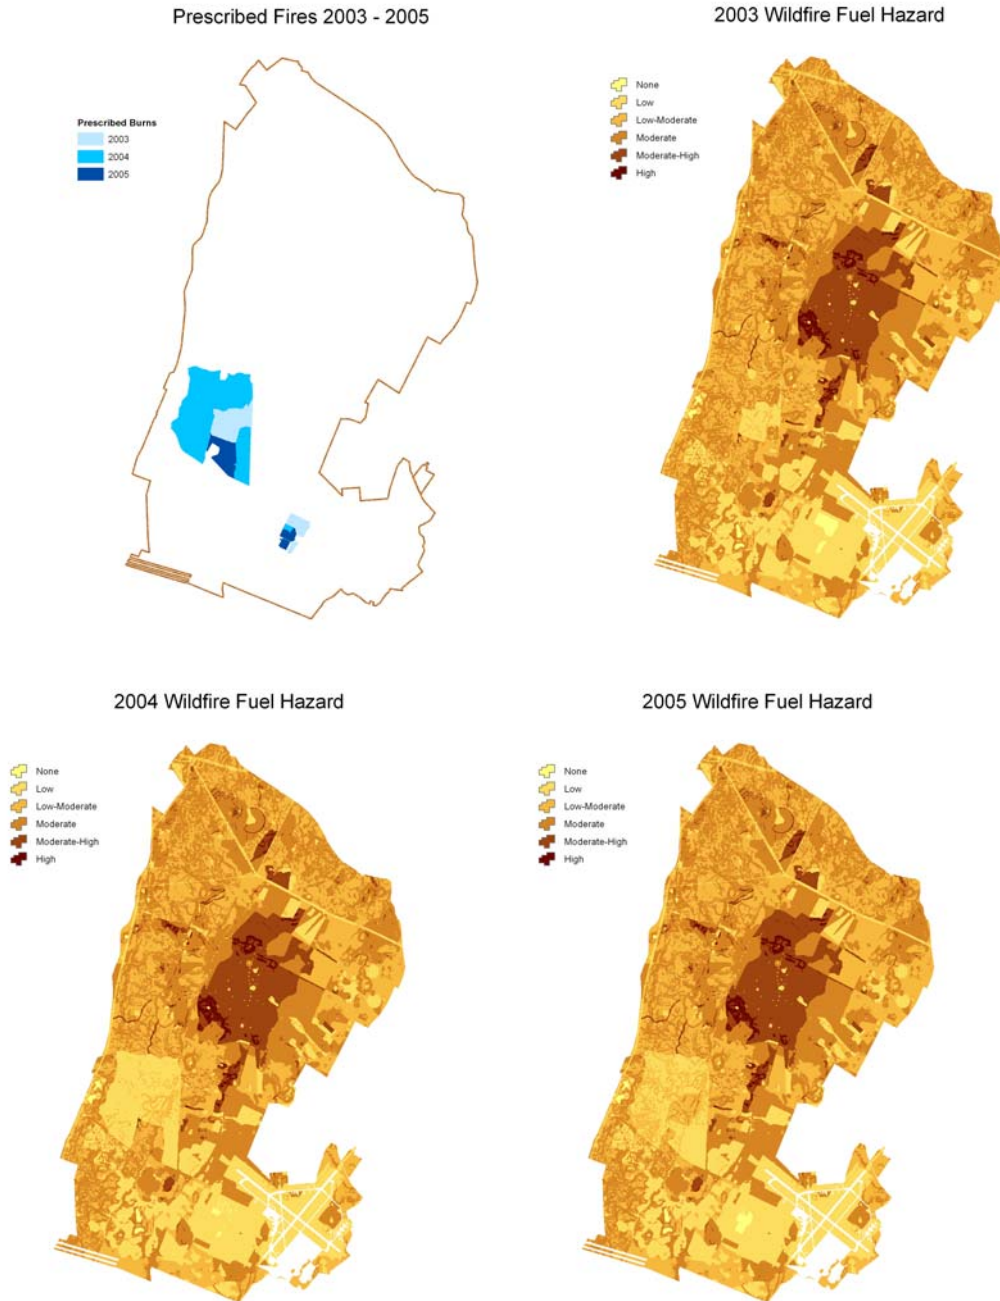 Prescribed Fires 2003 - 2005
2003 Wildfire Fuel Hazard
Prescribed Burns
2003
2004
2005
None
Low
Low-Moderate
Moderate
Moderate-High
High
2004 Wildfire Fuel Hazard
2005 Wildfire Fuel Hazard
None
Low
Low-Moderate
Moderate
Moderate-High
High
None
Low
Low-Moderate
Moderate
Moderate-High
High